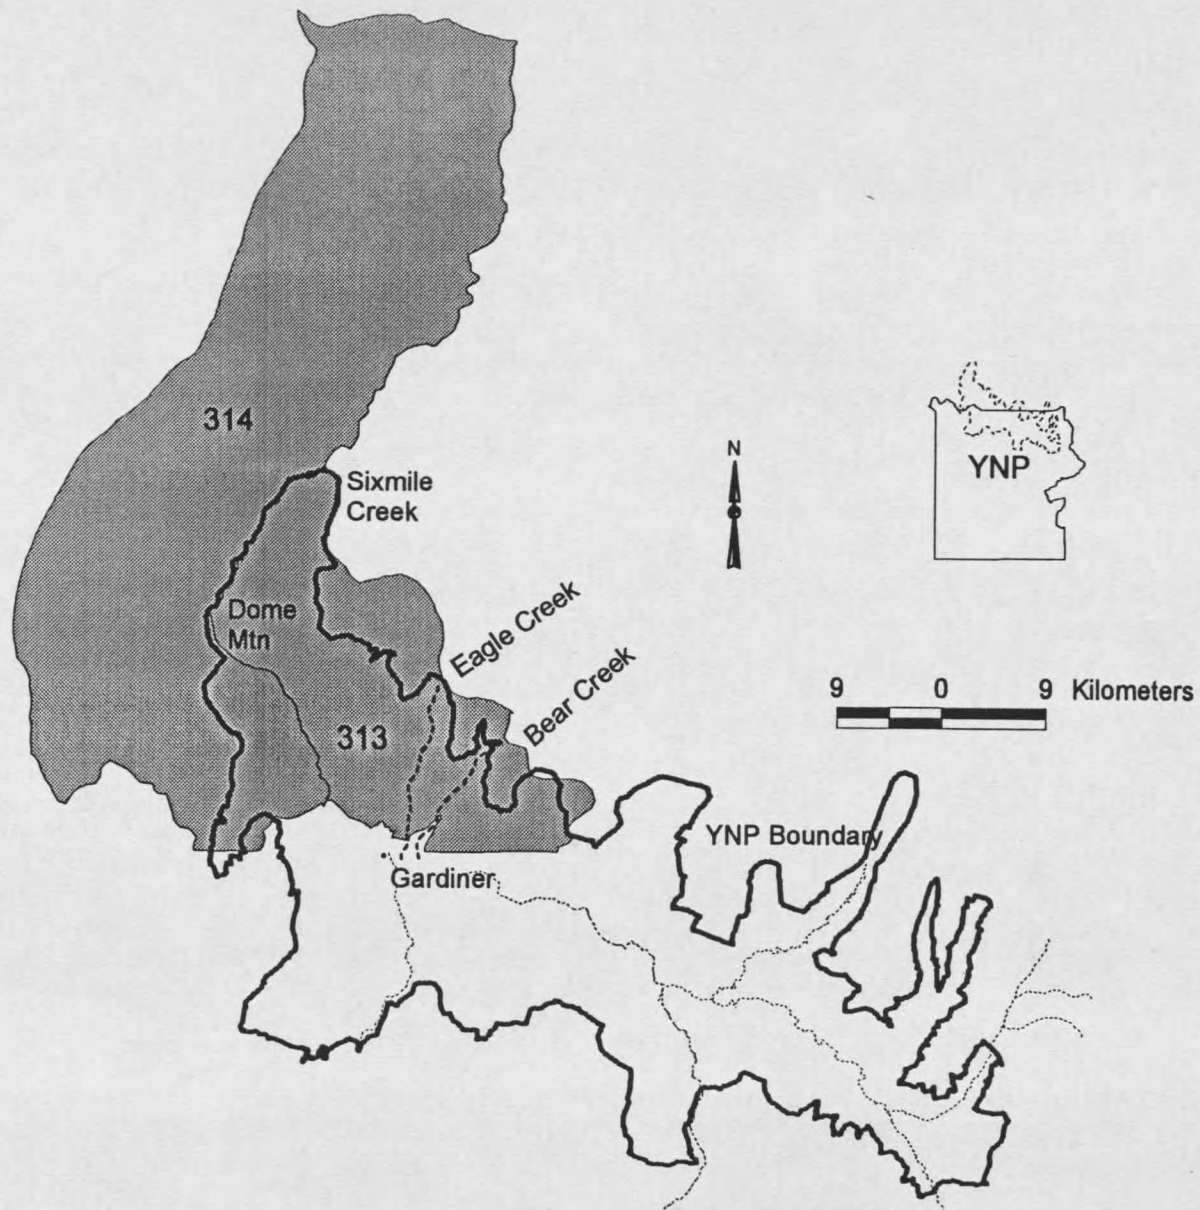 314
Sixmile
Creek
N
YNP
Dome
Mtn
Eagle Creek
Bear Creek
9 0 9 Kilometers
313
YNP Boundary
Gardiner